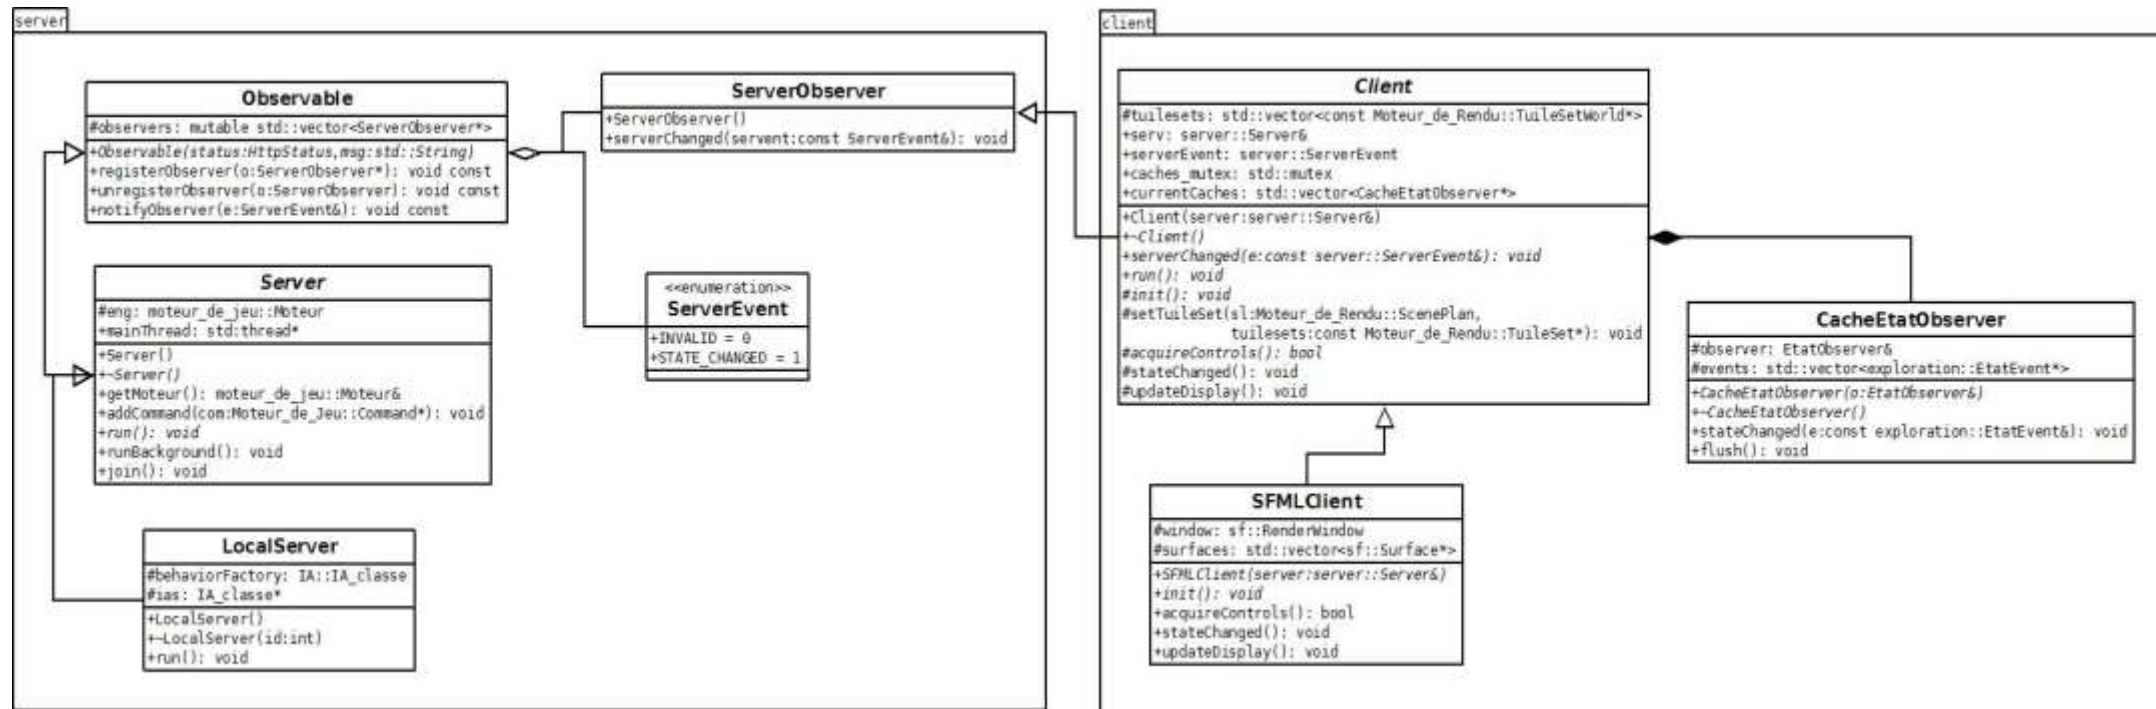 server
Observable
#observers: mutable std::vector<ServerObserver*>
+Observable(status:HttpStatus,msg:std::String)
+registerObserver(o:ServerObserver*): void const
+unregisterObserver(o:ServerObserver): void const
+notifyObserver(e:ServerEvent&): void const
ServerObserver
+ServerObserver()
+serverChanged(servent:const ServerEvent&): void
Server
#eng: moteur_de_jeu::Moteur
+mainThread: std:thread*
+Server()
+~Server()
+getMoteur(): moteur_de_jeu::Moteur&
+addCommand(com:Moteur_de_Jeu::Command*): void
+run(): void
+runBackground(): void
+join(): void
<<enumeration>>
ServerEvent
+INVALID = 0
+STATE_CHANGED = 1
LocalServer
#behaviorFactory: IA::IA_classe
#ias: IA_classe*
+LocalServer()
+~LocalServer(id:int)
+run(): void
client
Client
#tuilesets: std::vector<const Moteur_de_Rendu::TuileSetWorld*>
+serv: server::Server&
+serverEvent: server::ServerEvent
+caches_mutex: std::mutex
+currentCaches: std::vector<CacheEtatObserver*>
+Client(server:server::Server&)
+~Client()
+serverChanged(e:const server::ServerEvent&): void
+run(): void
#init(): void
#setTuileSet(sl:Moteur_de_Rendu::ScenePlan,
tuilesets:const Moteur_de_Rendu::TuileSet*): void
#acquireControls(): bool
#stateChanged(): void
#updateDisplay(): void
CacheEtatObserver
#observer: EtatObserver&
#events: std::vector<exploration::EtatEvent*>
+CacheEtatObserver(o:EtatObserver&)
+~CacheEtatObserver()
+stateChanged(e:const exploration::EtatEvent&): void
+flush(): void
SFMLClient
#window: sf::RenderWindow
#surfaces: std::vector<sf::Surface*>
+SFMLClient(server:server::Server&)
+init(): void
+acquireControls(): bool
+stateChanged(): void
+updateDisplay(): void